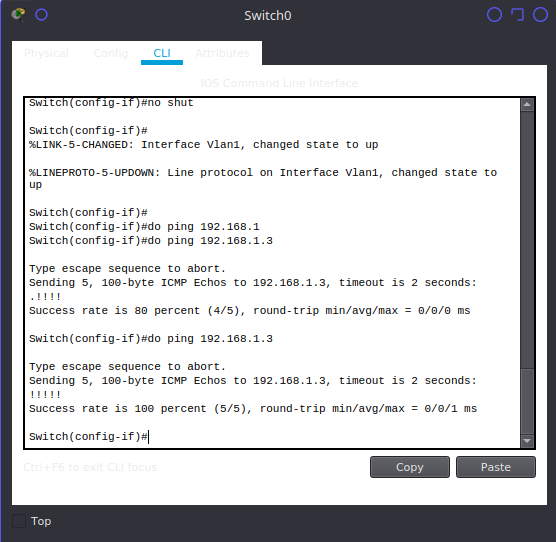 Switch0
Physical Config CLI Attributes
IOS Command Line Interface
Switch(config-if)#no shut
Switch(config-if)#
%LINK-5-CHANGED: Interface Vlan1, changed state to up
%LINEPROTO-5-UPDOWN: Line protocol on Interface Vlan1, changed state to
up
Switch(config-if)#
Switch(config-if)#do ping 192.168.1
Switch(config-if)#do ping 192.168.1.3
Type escape sequence to abort.
Sending 5, 100-byte ICMP Echos to 192.168.1.3, timeout is 2 seconds:
.!!!!
Success rate is 80 percent (4/5), round-trip min/avg/max = 0/0/0 ms
Switch(config-if)#do ping 192.168.1.3
Type escape sequence to abort.
Sending 5, 100-byte ICMP Echos to 192.168.1.3, timeout is 2 seconds:
!!!!!
Success rate is 100 percent (5/5), round-trip min/avg/max = 0/0/1 ms
Switch(config-if)#
Ctrl+F6 to exit CLI focus
Copy Paste
Top